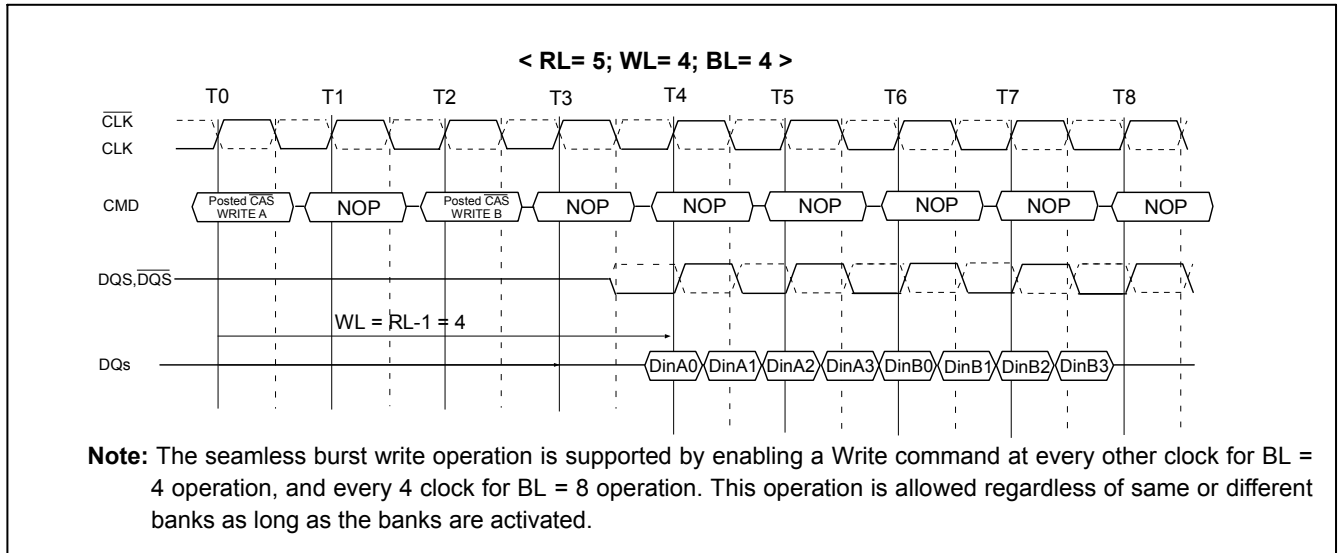 < RL= 5; WL= 4; BL= 4 >
T0 T1 T2 T3 T4 T5 T6 T7 T8
CLK
CLK
CMD Posted CAS WRITE A NOP Posted CAS WRITE B NOP NOP NOP NOP NOP NOP
DQS,DQS
WL = RL-1 = 4
DQs DinA0 DinA1 DinA2 DinA3 DinB0 DinB1 DinB2 DinB3
Note: The seamless burst write operation is supported by enabling a Write command at every other clock for BL =
4 operation, and every 4 clock for BL = 8 operation. This operation is allowed regardless of same or different
banks as long as the banks are activated.